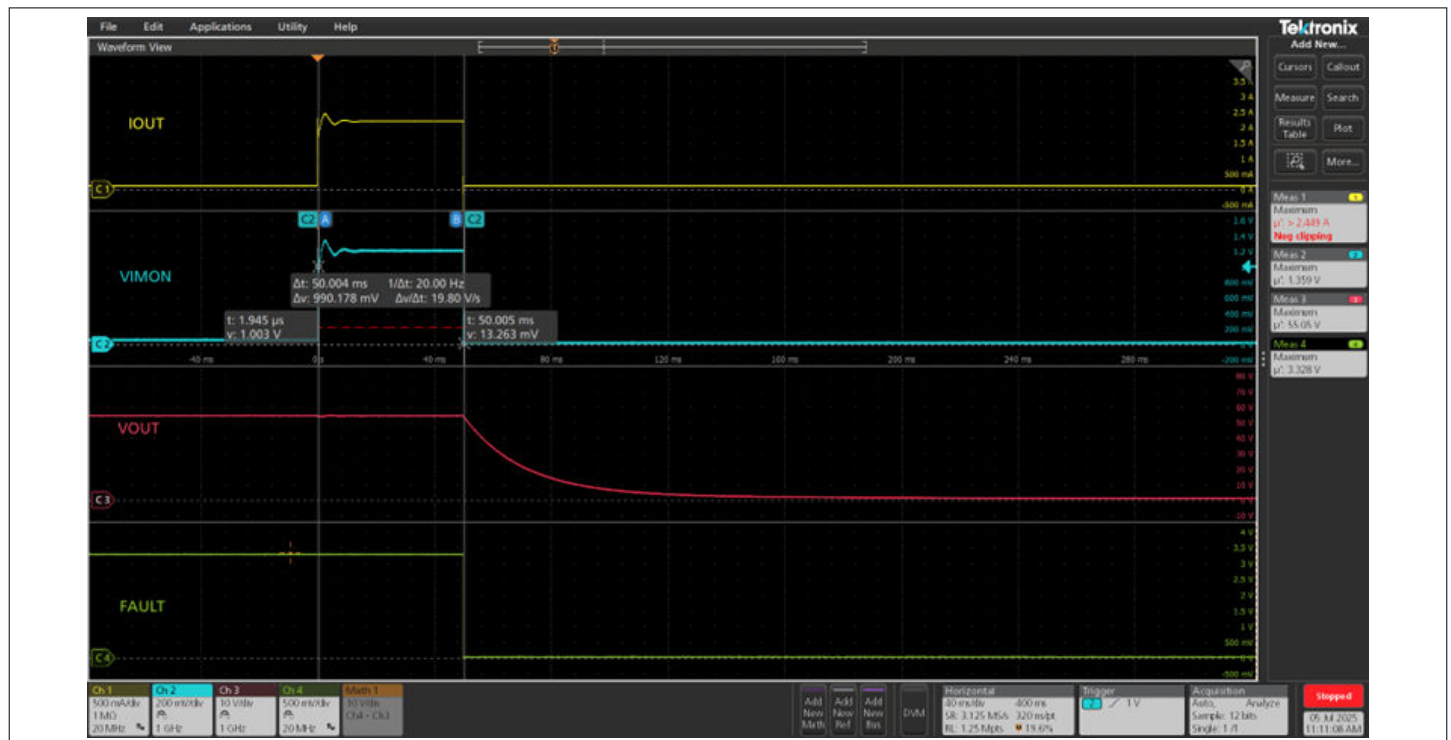 File Edit Applications Utility Help
Tektronix
Waveform View
Add New...
Cursors Callout
Measure Search
Results Table Plot
More...
IOUT
C1
3.5 A
3 A
2.5 A
2 A
1.5 A
1 A
500 mA
0 A
-500 mA
C2 A B C2
VIMON
Δt: 50.004 ms 1/Δt: 20.00 Hz
Δv: 990.178 mV Δv/Δt: 19.80 V/s
t: 1.945 µs
v: 1.003 V
t: 50.005 ms
v: 13.263 mV
C2
1.6 V
1.4 V
1.2 V
800 mV
600 mV
400 mV
200 mV
-200 mV
-40 ms 0 s 40 ms 80 ms 120 ms 160 ms 200 ms 240 ms 280 ms
VOUT
C3
80 V
70 V
60 V
50 V
40 V
30 V
20 V
10 V
0 V
-10 V
FAULT
C4
4 V
3.5 V
3 V
2.5 V
2 V
1.5 V
1 V
500 mV
0 V
-500 mV
Meas 1 1
Maximum
µ': > 2.449 A
Neg clipping
Meas 2 2
Maximum
µ': 1.359 V
Meas 3 3
Maximum
µ': 55.05 V
Meas 4 4
Maximum
µ': 3.328 V
Ch 1
500 mA/div
1 MΩ
20 MHz
Ch 2
200 mV/div
1 GHz
Ch 3
10 V/div
1 GHz
Ch 4
500 mV/div
20 MHz
Math 1
10 V/div
Ch4 - Ch3
Add New Math
Add New Ref
Add New Bus
DVM
Horizontal
40 ms/div 400 ms
SR: 3.125 MS/s 320 ns/pt
RL: 1.25 Mpts 19.6%
Trigger
2 1 V
Acquisition
Auto, Analyze
Sample: 12 bits
Single: 1 /1
Stopped
05 Jul 2025
11:11:08 AM